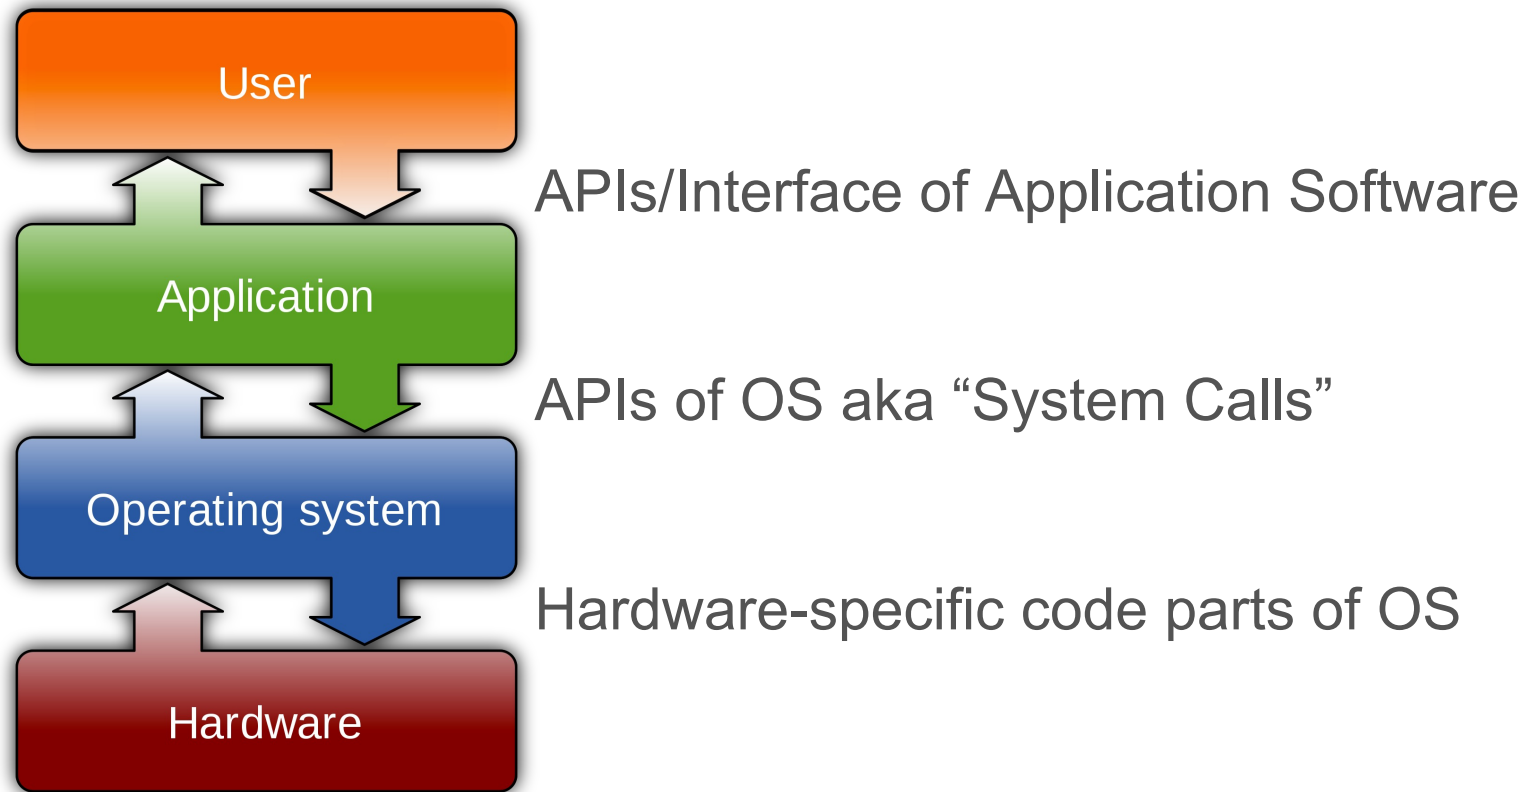 User
APIs/Interface of Application Software
Application
APIs of OS aka “System Calls”
Operating system
Hardware-specific code parts of OS
Hardware